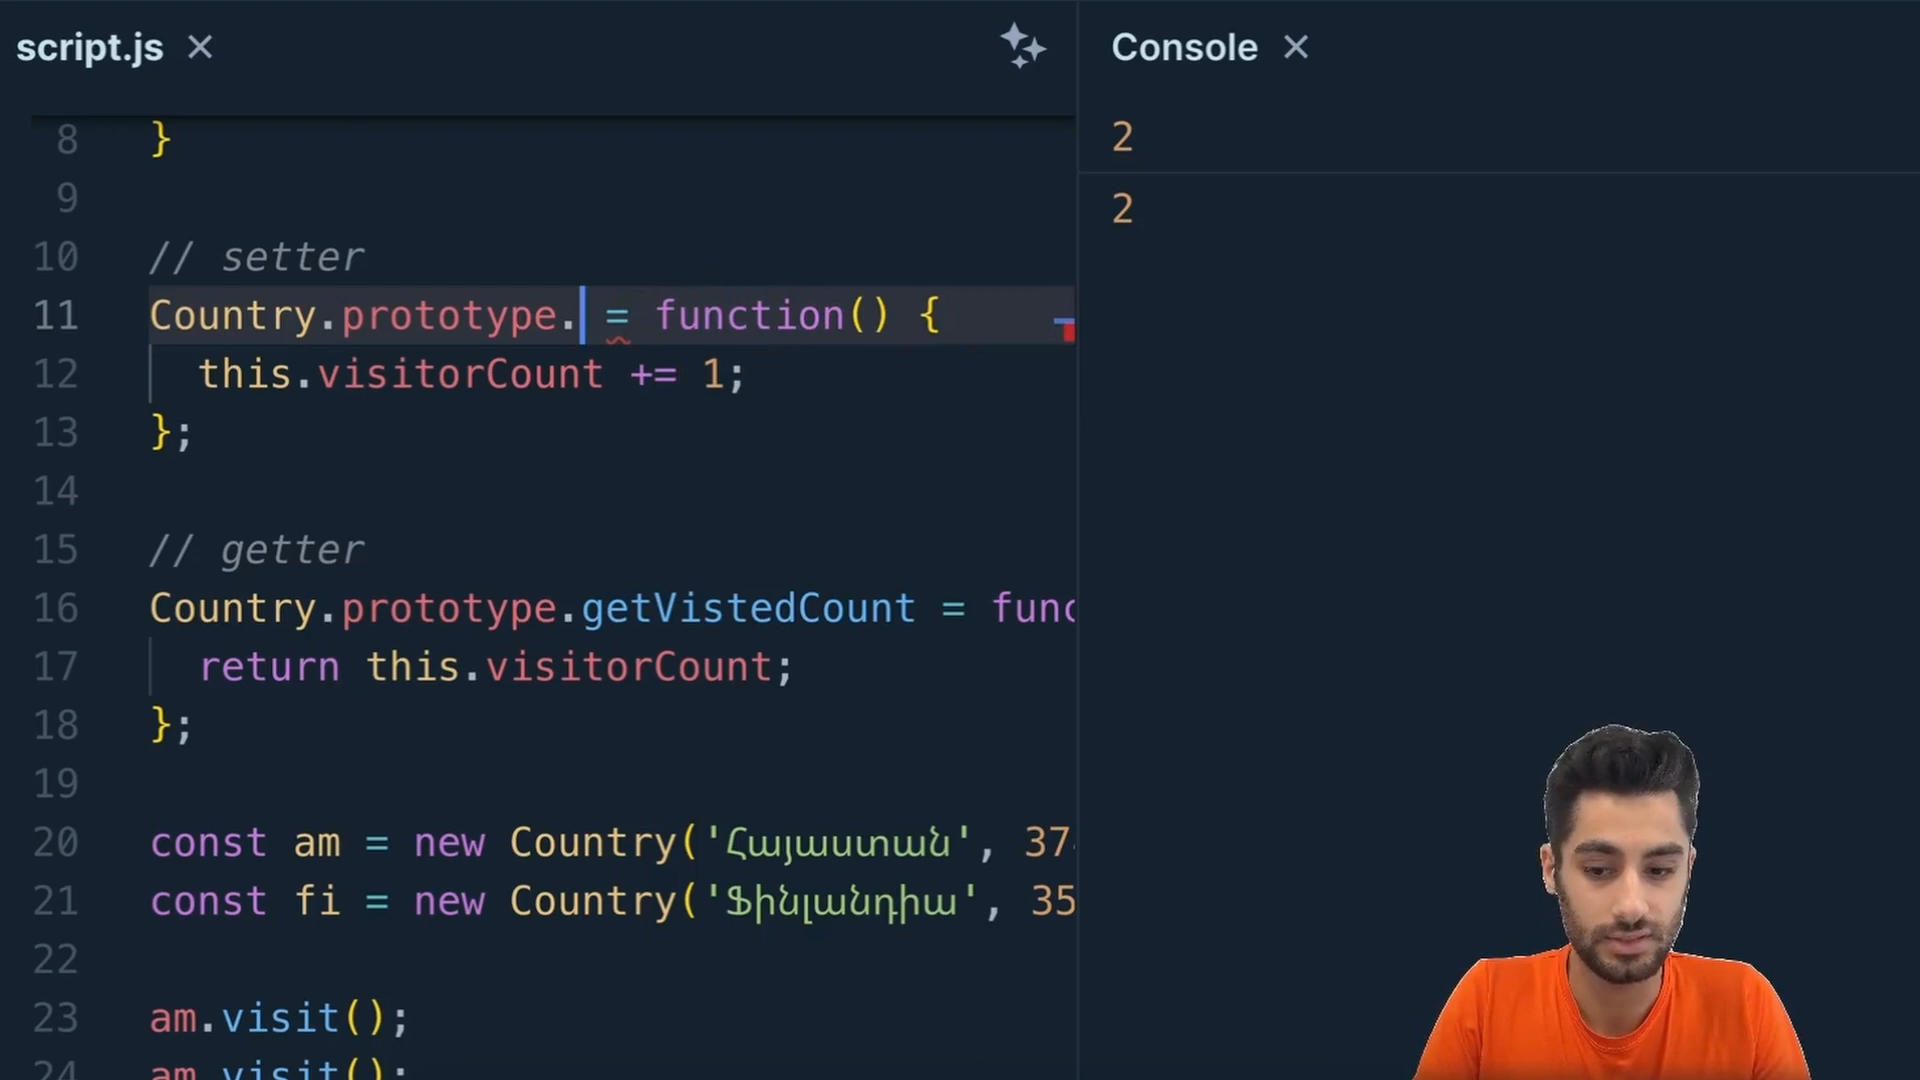 script.js ×
Console ×
8 }
9
10 // setter
11 Country.prototype. = function() {
12 this.visitorCount += 1;
13 };
14
15 // getter
16 Country.prototype.getVistedCount = func
17 return this.visitorCount;
18 };
19
20 const am = new Country('Հայաստան', 37
21 const fi = new Country('Ֆինլանդիա', 35
22
23 am.visit();
24 am.visit();
2
2